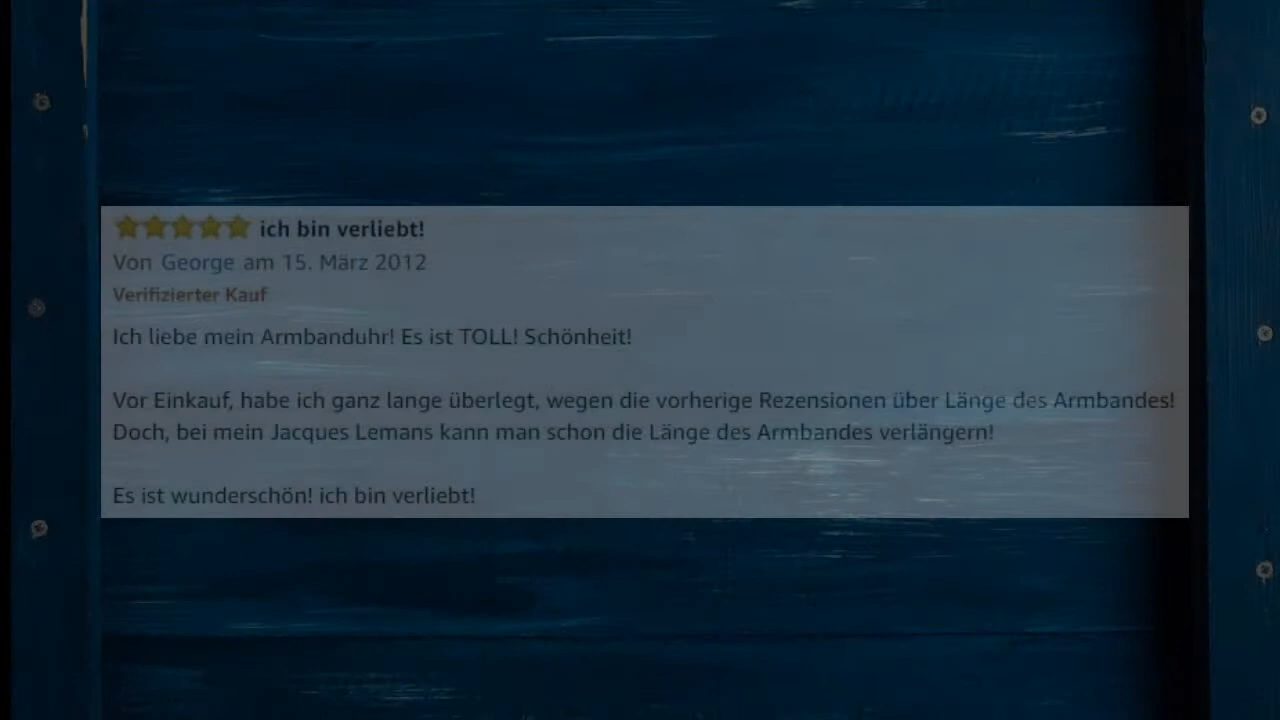 ich bin verliebt!
Von George am 15. März 2012
Verifizierter Kauf
Ich liebe mein Armbanduhr! Es ist TOLL! Schönheit!
Vor Einkauf, habe ich ganz lange überlegt, wegen die vorherige Rezensionen über Länge des Armbandes!
Doch, bei mein Jacques Lemans kann man schon die Länge des Armbandes verlängern!
Es ist wunderschön! ich bin verliebt!